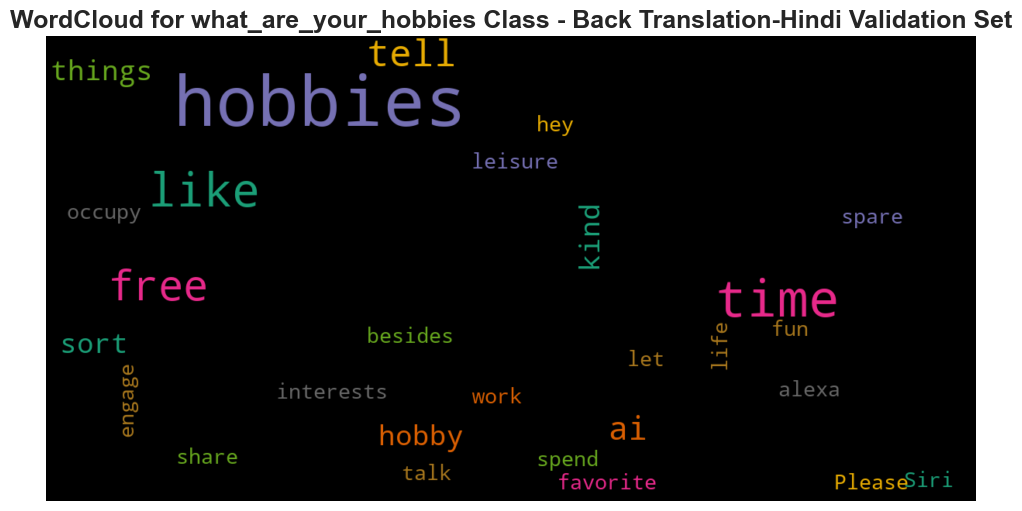 WordCloud for what_are_your_hobbies Class - Back Translation-Hindi Validation Set
tell
things
hobbies
hey
leisure
like
occupy
kind
spare
free
time
sort
besides
life
fun
let
engage
interests
work
alexa
hobby
ai
share
talk
spend
favorite
Please
Siri